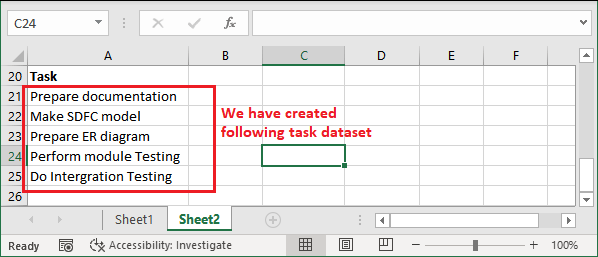 C24
fx
A B C D E F
20 Task
21 Prepare documentation
22 Make SDFC model
23 Prepare ER diagram
24 Perform module Testing
25 Do Intergration Testing
26
We have created
following task dataset
Sheet1 Sheet2
Ready Accessibility: Investigate 100%